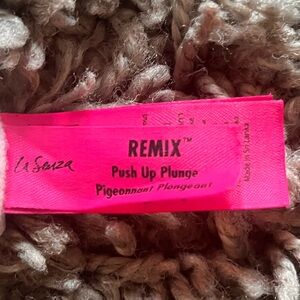 La Senza
REMIX™
Push Up Plunge
Pigeonnant Plongeant
Made in Sri Lanka